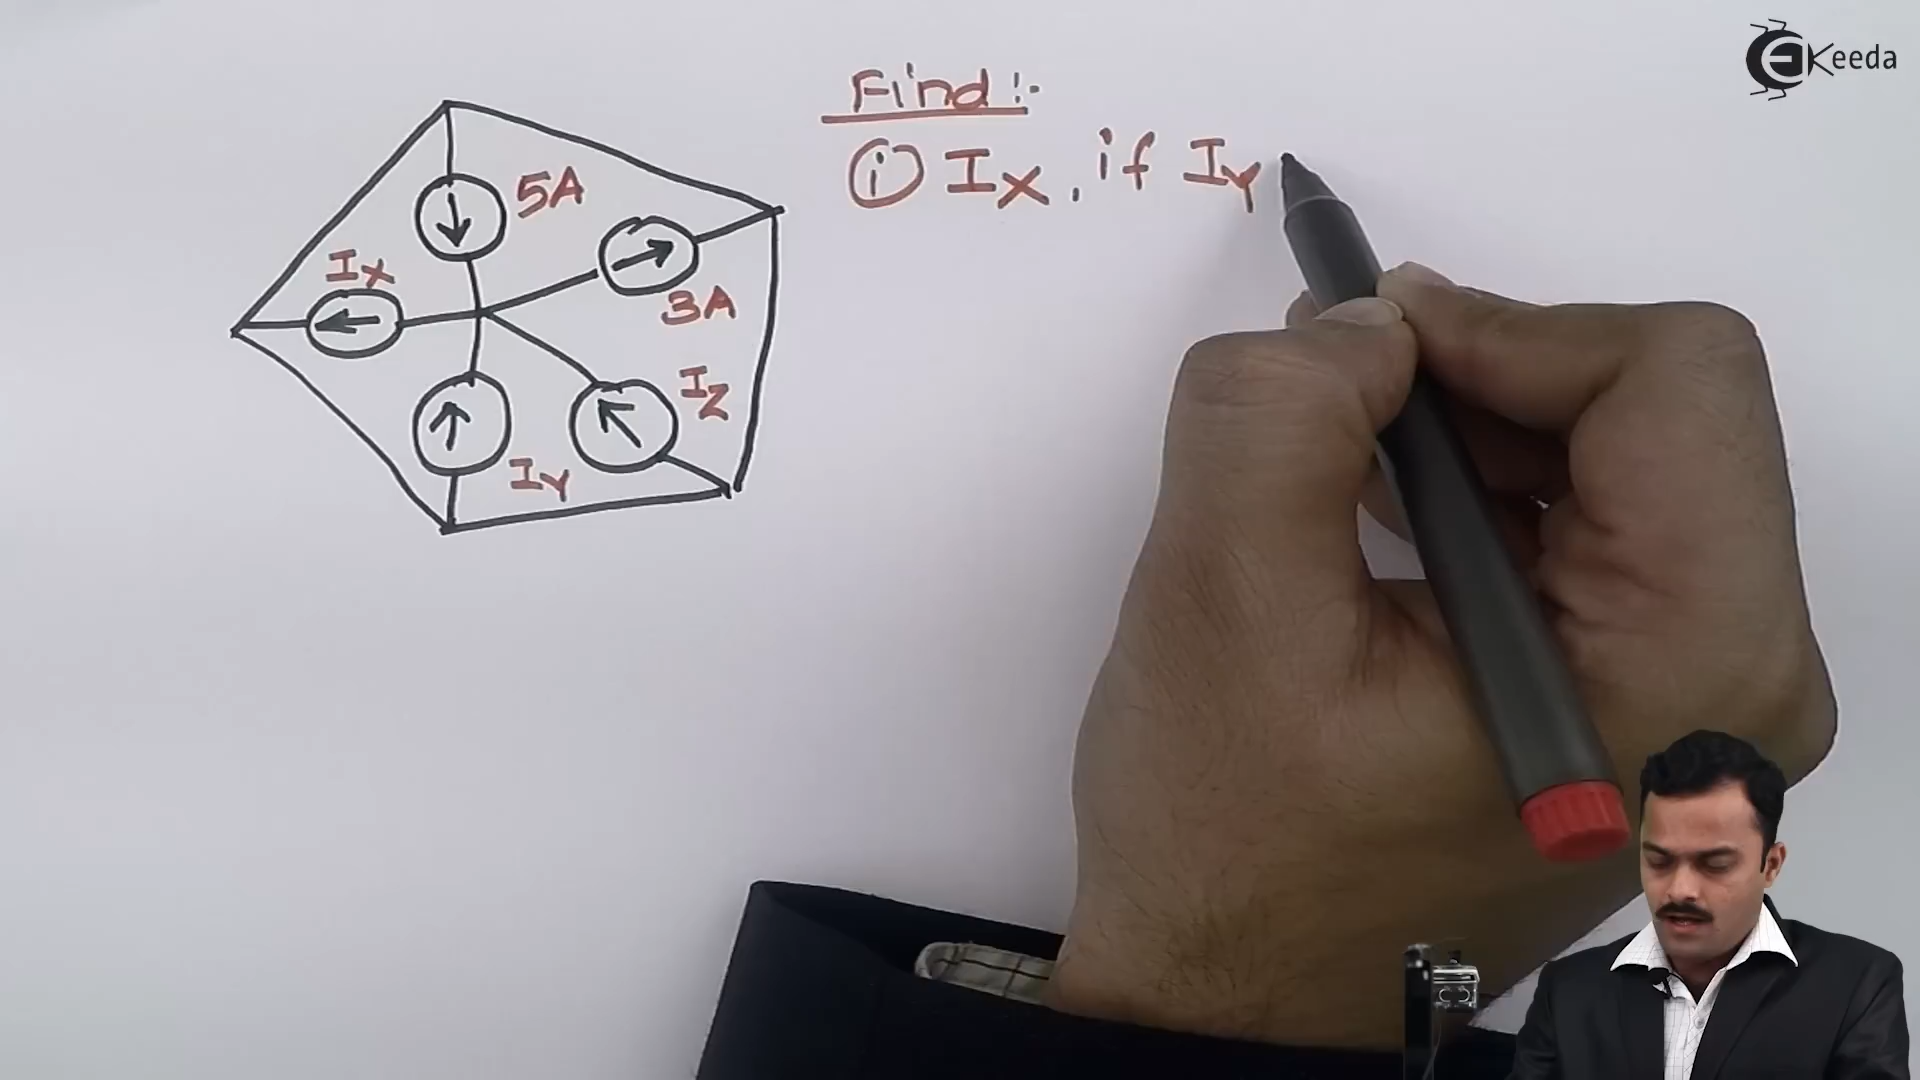 EKeeda
Find :-
(i) Ix, if IY
5A
Ix
3A
IZ
IY